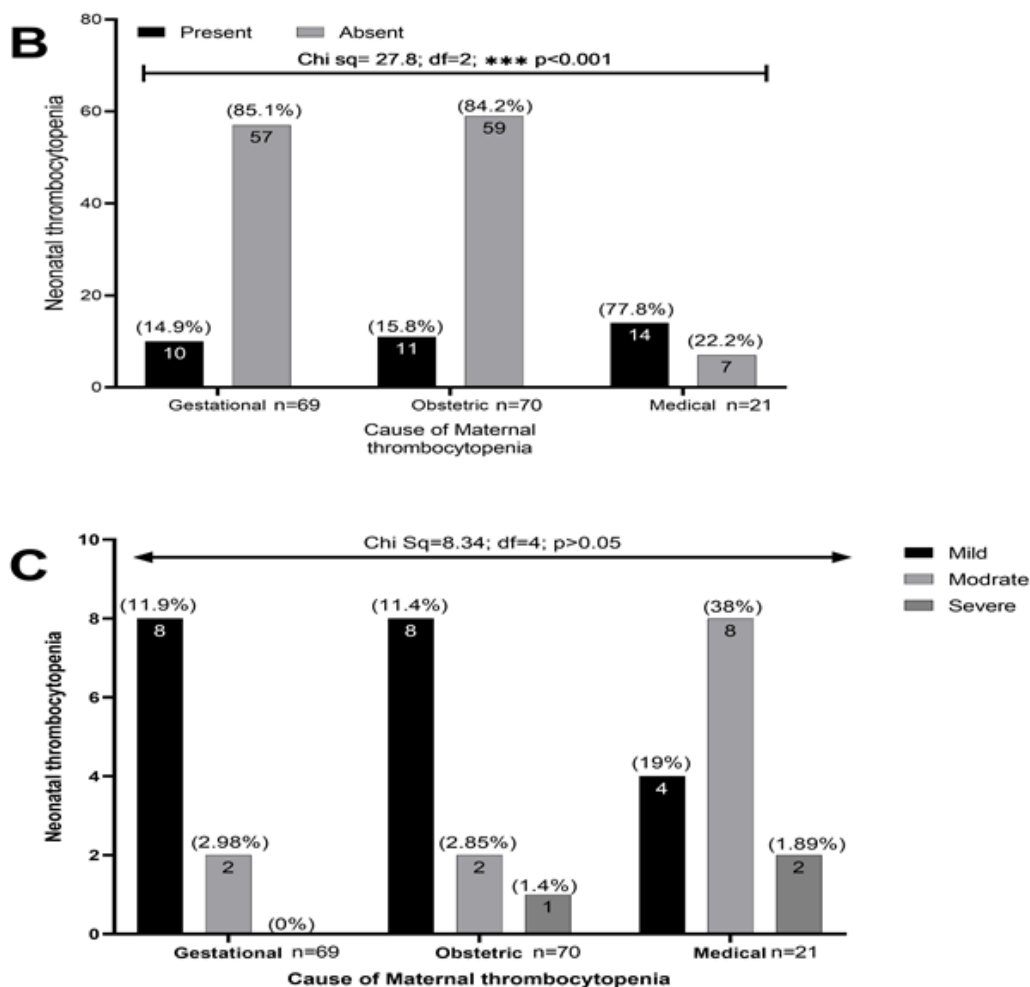 B
80
60
40
20
0
Neonatal thrombocytopenia
Present
Absent
Chi sq= 27.8; df=2; *** p<0.001
(14.9%)
10
(85.1%)
57
(15.8%)
11
(84.2%)
59
(77.8%)
14
(22.2%)
7
Gestational n=69
Obstetric n=70
Medical n=21
Cause of Maternal
thrombocytopenia
C
10
8
6
4
2
0
Neonatal thrombocytopenia
Chi Sq=8.34; df=4; p>0.05
Mild
Modrate
Severe
(11.9%)
8
(2.98%)
2
(0%)
(11.4%)
8
(2.85%)
2
(1.4%)
1
(19%)
4
(38%)
8
(1.89%)
2
Gestational n=69
Obstetric n=70
Medical n=21
Cause of Maternal thrombocytopenia